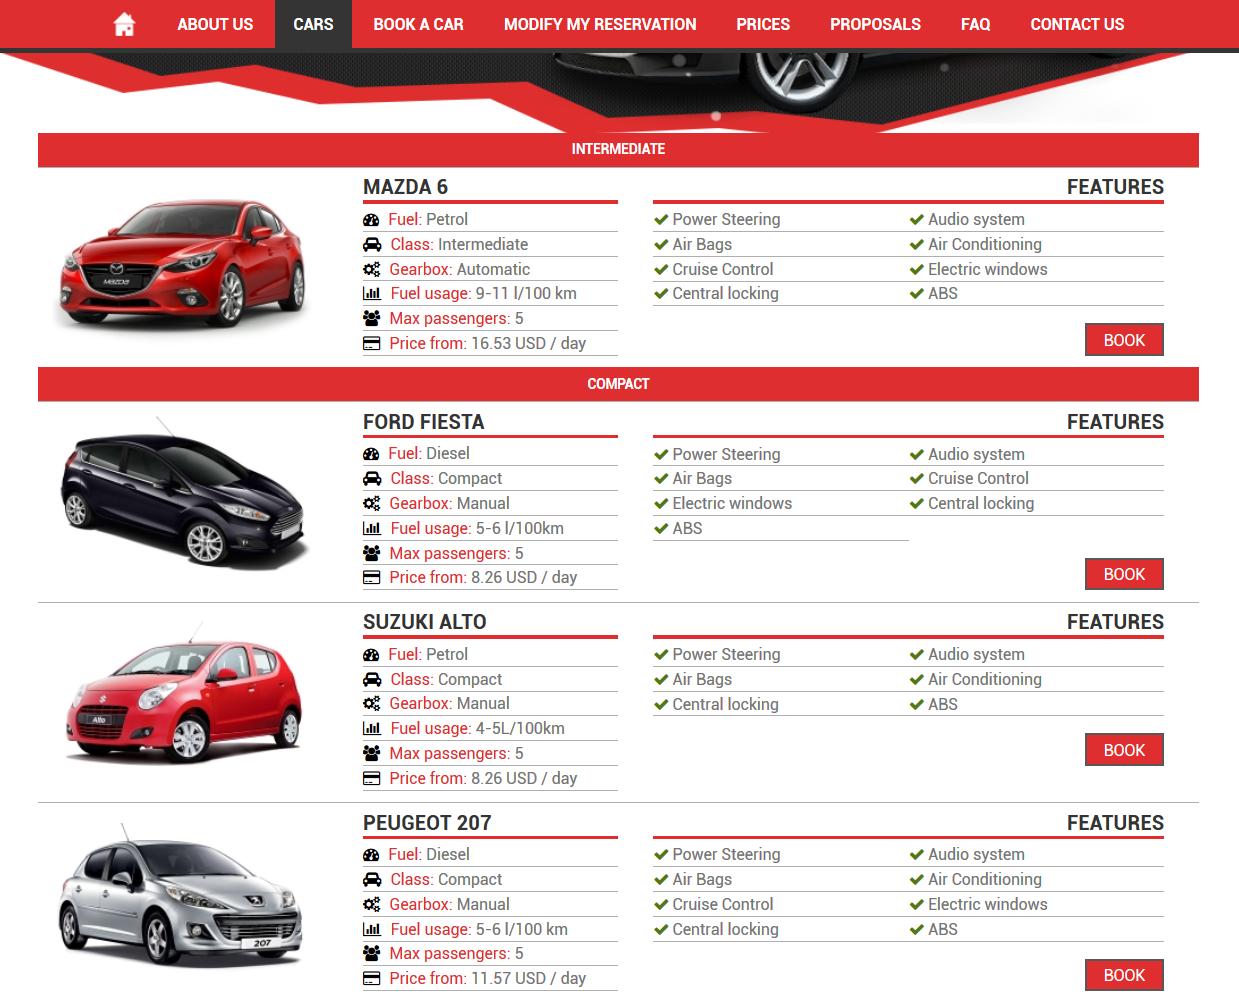 ABOUT US CARS BOOK A CAR MODIFY MY RESERVATION PRICES PROPOSALS FAQ CONTACT US
INTERMEDIATE
MAZDA 6 FEATURES
Fuel: Petrol Power Steering Audio system
Class: Intermediate Air Bags Air Conditioning
Gearbox: Automatic Cruise Control Electric windows
Fuel usage: 9-11 l/100 km Central locking ABS
Max passengers: 5
Price from: 16.53 USD / day BOOK
COMPACT
FORD FIESTA FEATURES
Fuel: Diesel Power Steering Audio system
Class: Compact Air Bags Cruise Control
Gearbox: Manual Electric windows Central locking
Fuel usage: 5-6 l/100km ABS
Max passengers: 5
Price from: 8.26 USD / day BOOK
SUZUKI ALTO FEATURES
Fuel: Petrol Power Steering Audio system
Class: Compact Air Bags Air Conditioning
Gearbox: Manual Central locking ABS
Alto
Fuel usage: 4-5L/100km
Max passengers: 5 BOOK
Price from: 8.26 USD / day
PEUGEOT 207 FEATURES
Fuel: Diesel Power Steering Audio system
Class: Compact Air Bags Air Conditioning
Gearbox: Manual Cruise Control Electric windows
Fuel usage: 5-6 l/100 km Central locking ABS
207
Max passengers: 5
Price from: 11.57 USD / day BOOK